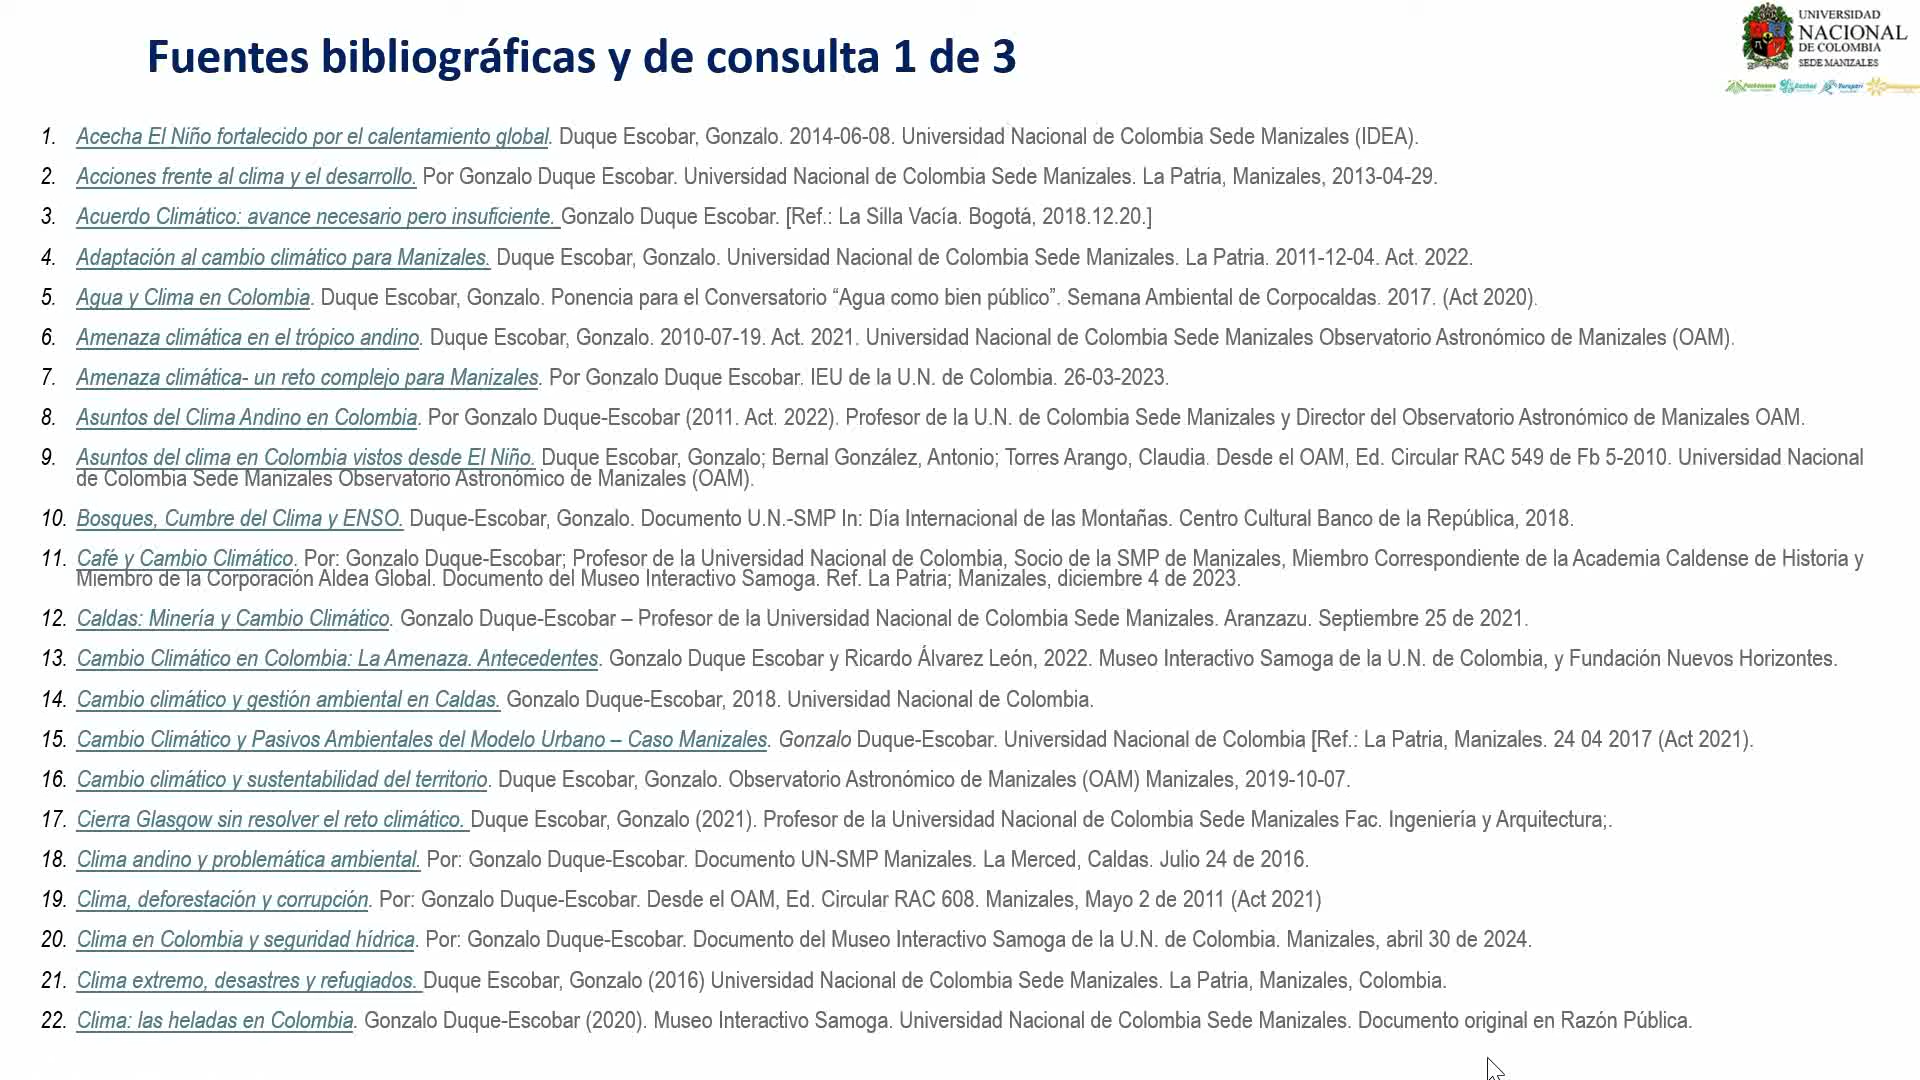 Fuentes bibliográficas y de consulta 1 de 3
UNIVERSIDAD
NACIONAL
DE COLOMBIA
SEDE MANIZALES
1. Acecha El Niño fortalecido por el calentamiento global. Duque Escobar, Gonzalo. 2014-06-08. Universidad Nacional de Colombia Sede Manizales (IDEA).
2. Acciones frente al clima y el desarrollo. Por Gonzalo Duque Escobar. Universidad Nacional de Colombia Sede Manizales. La Patria, Manizales, 2013-04-29.
3. Acuerdo Climático: avance necesario pero insuficiente. Gonzalo Duque Escobar. [Ref.: La Silla Vacía. Bogotá, 2018.12.20.]
4. Adaptación al cambio climático para Manizales. Duque Escobar, Gonzalo. Universidad Nacional de Colombia Sede Manizales. La Patria. 2011-12-04. Act. 2022.
5. Agua y Clima en Colombia. Duque Escobar, Gonzalo. Ponencia para el Conversatorio “Agua como bien público”. Semana Ambiental de Corpocaldas. 2017. (Act 2020).
6. Amenaza climática en el trópico andino. Duque Escobar, Gonzalo. 2010-07-19. Act. 2021. Universidad Nacional de Colombia Sede Manizales Observatorio Astronómico de Manizales (OAM).
7. Amenaza climática- un reto complejo para Manizales. Por Gonzalo Duque Escobar. IEU de la U.N. de Colombia. 26-03-2023.
8. Asuntos del Clima Andino en Colombia. Por Gonzalo Duque-Escobar (2011. Act. 2022). Profesor de la U.N. de Colombia Sede Manizales y Director del Observatorio Astronómico de Manizales OAM.
9. Asuntos del clima en Colombia vistos desde El Niño. Duque Escobar, Gonzalo; Bernal González, Antonio; Torres Arango, Claudia. Desde el OAM, Ed. Circular RAC 549 de Fb 5-2010. Universidad Nacional
de Colombia Sede Manizales Observatorio Astronómico de Manizales (OAM).
10. Bosques, Cumbre del Clima y ENSO. Duque-Escobar, Gonzalo. Documento U.N.-SMP In: Día Internacional de las Montañas. Centro Cultural Banco de la República, 2018.
11. Café y Cambio Climático. Por: Gonzalo Duque-Escobar; Profesor de la Universidad Nacional de Colombia, Socio de la SMP de Manizales, Miembro Correspondiente de la Academia Caldense de Historia y
Miembro de la Corporación Aldea Global. Documento del Museo Interactivo Samoga. Ref. La Patria; Manizales, diciembre 4 de 2023.
12. Caldas: Minería y Cambio Climático. Gonzalo Duque-Escobar – Profesor de la Universidad Nacional de Colombia Sede Manizales. Aranzazu. Septiembre 25 de 2021.
13. Cambio Climático en Colombia: La Amenaza. Antecedentes. Gonzalo Duque Escobar y Ricardo Álvarez León, 2022. Museo Interactivo Samoga de la U.N. de Colombia, y Fundación Nuevos Horizontes.
14. Cambio climático y gestión ambiental en Caldas. Gonzalo Duque-Escobar, 2018. Universidad Nacional de Colombia.
15. Cambio Climático y Pasivos Ambientales del Modelo Urbano – Caso Manizales. Gonzalo Duque-Escobar. Universidad Nacional de Colombia [Ref.: La Patria, Manizales. 24 04 2017 (Act 2021).
16. Cambio climático y sustentabilidad del territorio. Duque Escobar, Gonzalo. Observatorio Astronómico de Manizales (OAM) Manizales, 2019-10-07.
17. Cierra Glasgow sin resolver el reto climático. Duque Escobar, Gonzalo (2021). Profesor de la Universidad Nacional de Colombia Sede Manizales Fac. Ingeniería y Arquitectura;.
18. Clima andino y problemática ambiental. Por: Gonzalo Duque-Escobar. Documento UN-SMP Manizales. La Merced, Caldas. Julio 24 de 2016.
19. Clima, deforestación y corrupción. Por: Gonzalo Duque-Escobar. Desde el OAM, Ed. Circular RAC 608. Manizales, Mayo 2 de 2011 (Act 2021)
20. Clima en Colombia y seguridad hídrica. Por: Gonzalo Duque-Escobar. Documento del Museo Interactivo Samoga de la U.N. de Colombia. Manizales, abril 30 de 2024.
21. Clima extremo, desastres y refugiados. Duque Escobar, Gonzalo (2016) Universidad Nacional de Colombia Sede Manizales. La Patria, Manizales, Colombia.
22. Clima: las heladas en Colombia. Gonzalo Duque-Escobar (2020). Museo Interactivo Samoga. Universidad Nacional de Colombia Sede Manizales. Documento original en Razón Pública.